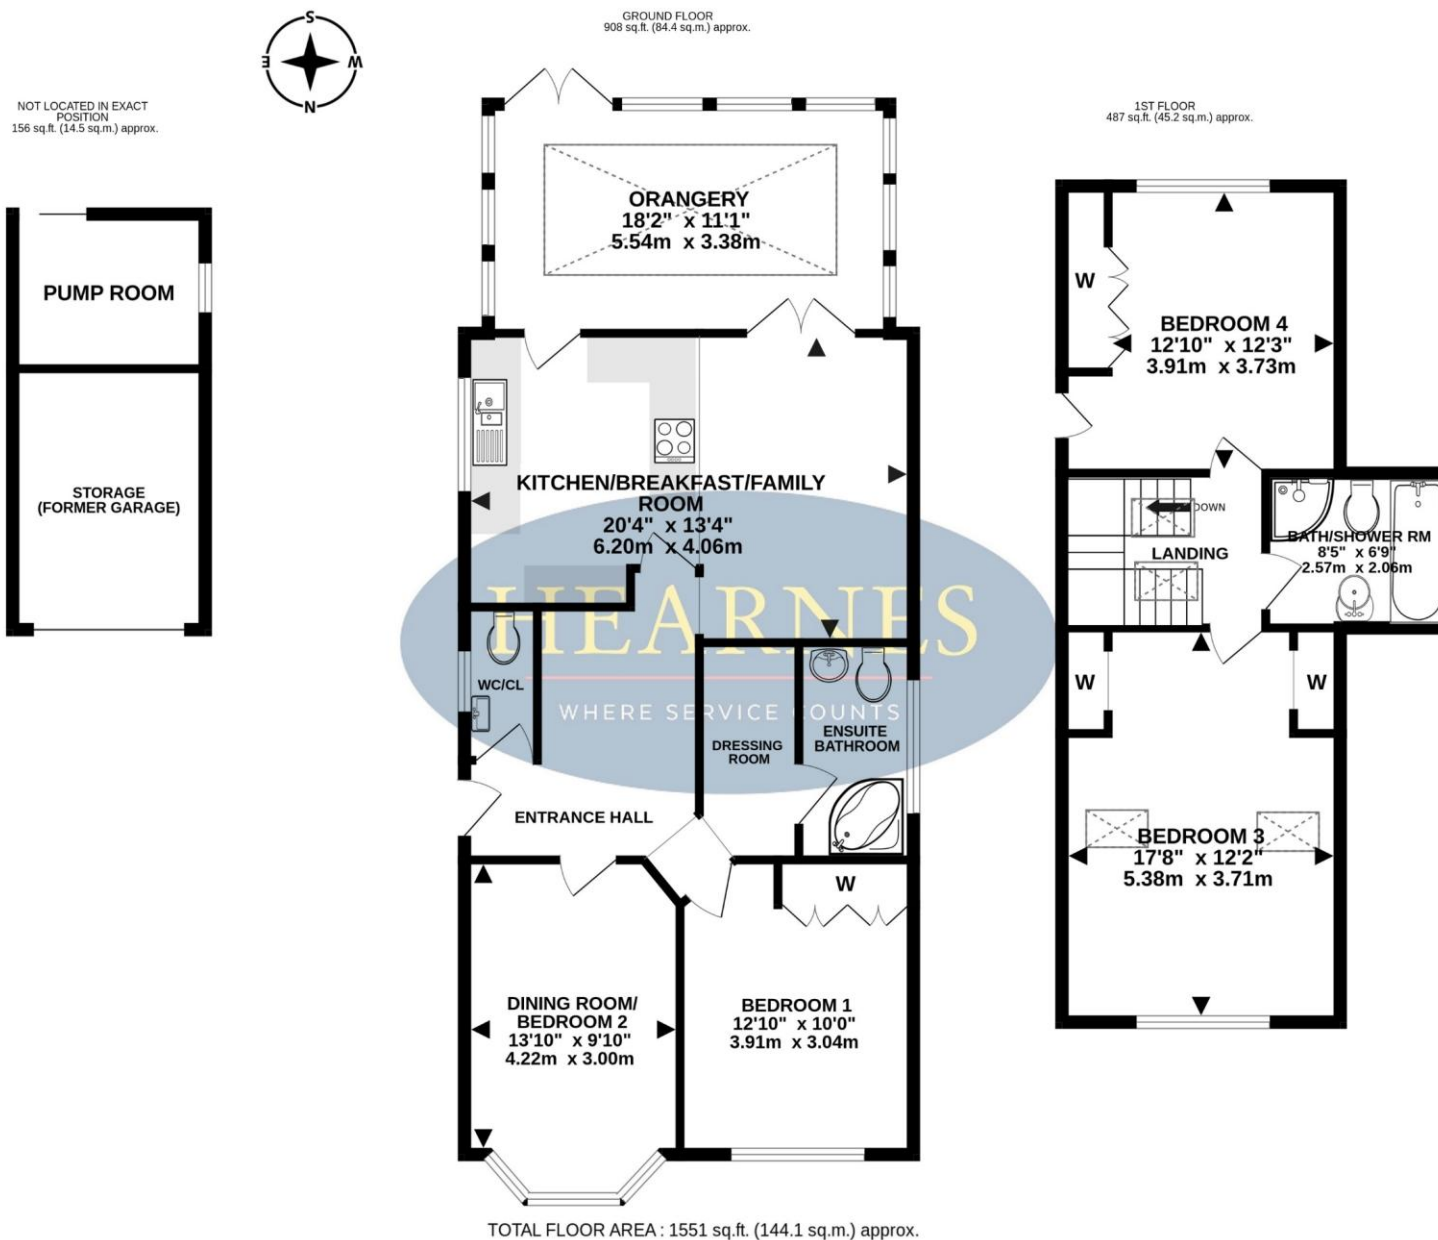 GROUND FLOOR
908 sq.ft. (84.4 sq.m.) approx.
S
E
W
N
NOT LOCATED IN EXACT
POSITION
156 sq.ft. (14.5 sq.m.) approx.
PUMP ROOM
STORAGE
(FORMER GARAGE)
ORANGERY
18'2" x 11'1"
5.54m x 3.38m
KITCHEN/BREAKFAST/FAMILY
ROOM
20'4" x 13'4"
6.20m x 4.06m
HEARNES
WHERE SERVICE COUNTS
WC/CL
DRESSING
ROOM
ENSUITE
BATHROOM
ENTRANCE HALL
W
DINING ROOM/
BEDROOM 2
13'10" x 9'10"
4.22m x 3.00m
BEDROOM 1
12'10" x 10'0"
3.91m x 3.04m
1ST FLOOR
487 sq.ft. (45.2 sq.m.) approx.
W
BEDROOM 4
12'10" x 12'3"
3.91m x 3.73m
DOWN
LANDING
BATH/SHOWER RM
8'5" x 6'9"
2.57m x 2.06m
W
W
BEDROOM 3
17'8" x 12'2"
5.38m x 3.71m
TOTAL FLOOR AREA : 1551 sq.ft. (144.1 sq.m.) approx.